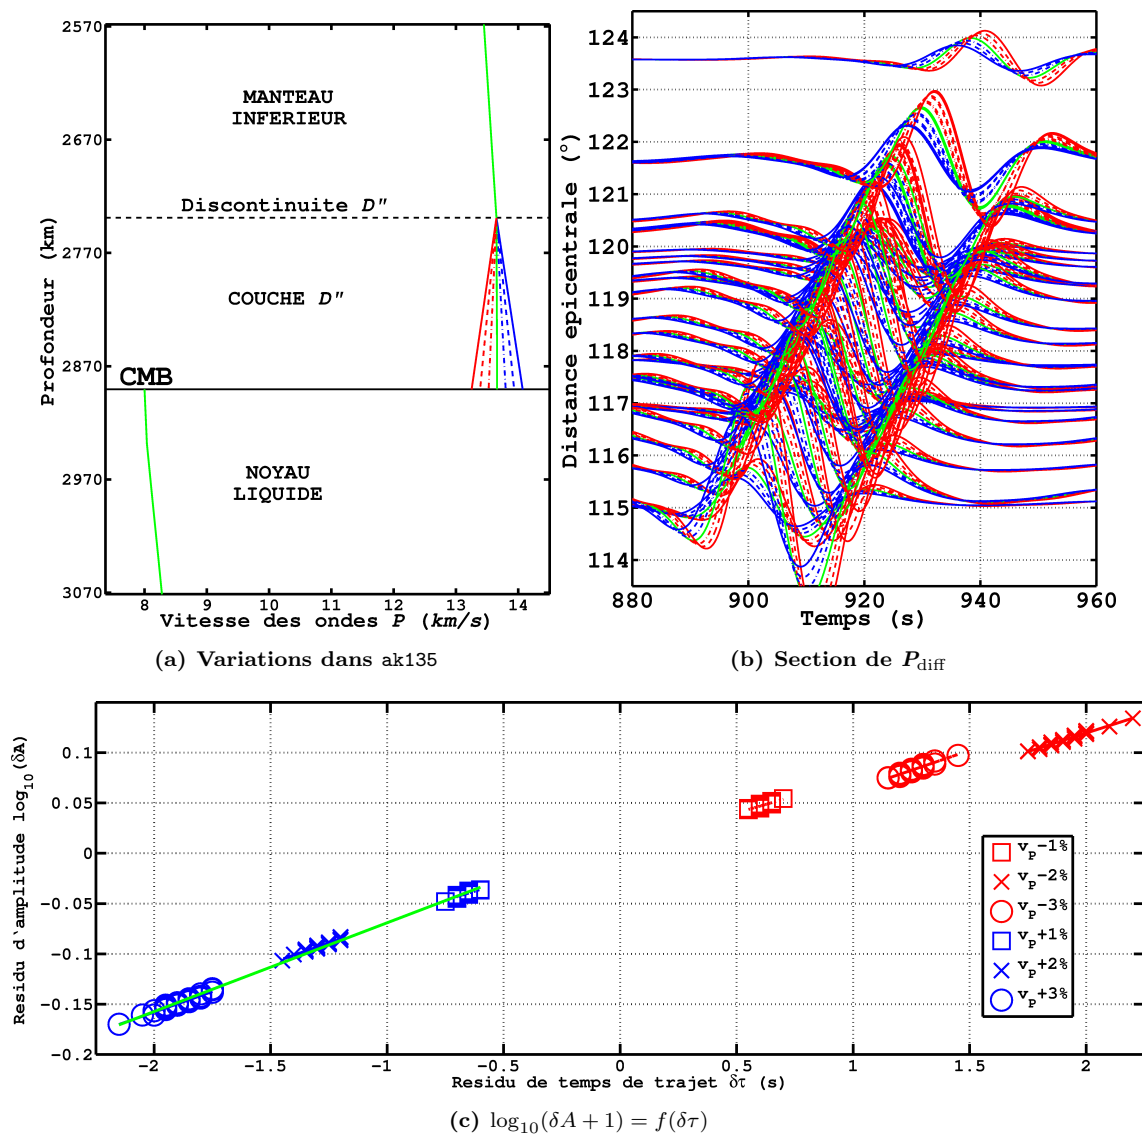 2570
2670
2770
2870
2970
3070
Profondeur (km)
MANTEAU
INFERIEUR
Discontinuite D"
COUCHE D"
CMB
NOYAU
LIQUIDE
8 9 10 11 12 13 14
Vitesse des ondes P (km/s)
(a) Variations dans ak135
124
123
122
121
120
119
118
117
116
115
114
Distance epicentrale (°)
880 900 920 940 960
Temps (s)
(b) Section de Pdiff
0.1
0.05
0
−0.05
−0.1
−0.15
−0.2
Residu d`amplitude log10(δA)
−2 −1.5 −1 −0.5 0 0.5 1 1.5 2
Residu de temps de trajet δτ (s)
vP−1%
vP−2%
vP−3%
vP+1%
vP+2%
vP+3%
(c) log10(δA + 1) = f(δτ)